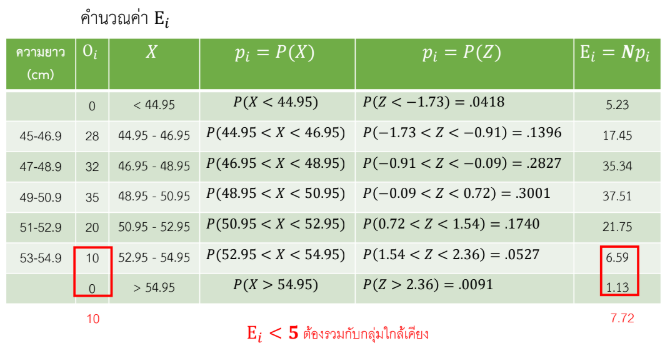 คำนวณค่า Eᵢ
ความยาว (cm) Oᵢ X pᵢ = P(X) pᵢ = P(Z) Eᵢ = Npᵢ
0 < 44.95 P(X < 44.95) P(Z < −1.73) = .0418 5.23
45-46.9 28 44.95 - 46.95 P(44.95 < X < 46.95) P(−1.73 < Z < −0.91) = .1396 17.45
47-48.9 32 46.95 - 48.95 P(46.95 < X < 48.95) P(−0.91 < Z < −0.09) = .2827 35.34
49-50.9 35 48.95 - 50.95 P(48.95 < X < 50.95) P(−0.09 < Z < 0.72) = .3001 37.51
51-52.9 20 50.95 - 52.95 P(50.95 < X < 52.95) P(0.72 < Z < 1.54) = .1740 21.75
53-54.9 10 52.95 - 54.95 P(52.95 < X < 54.95) P(1.54 < Z < 2.36) = .0527 6.59
0 > 54.95 P(X > 54.95) P(Z > 2.36) = .0091 1.13
10 7.72
Eᵢ < 5 ต้องรวมกับกลุ่มใกล้เคียง